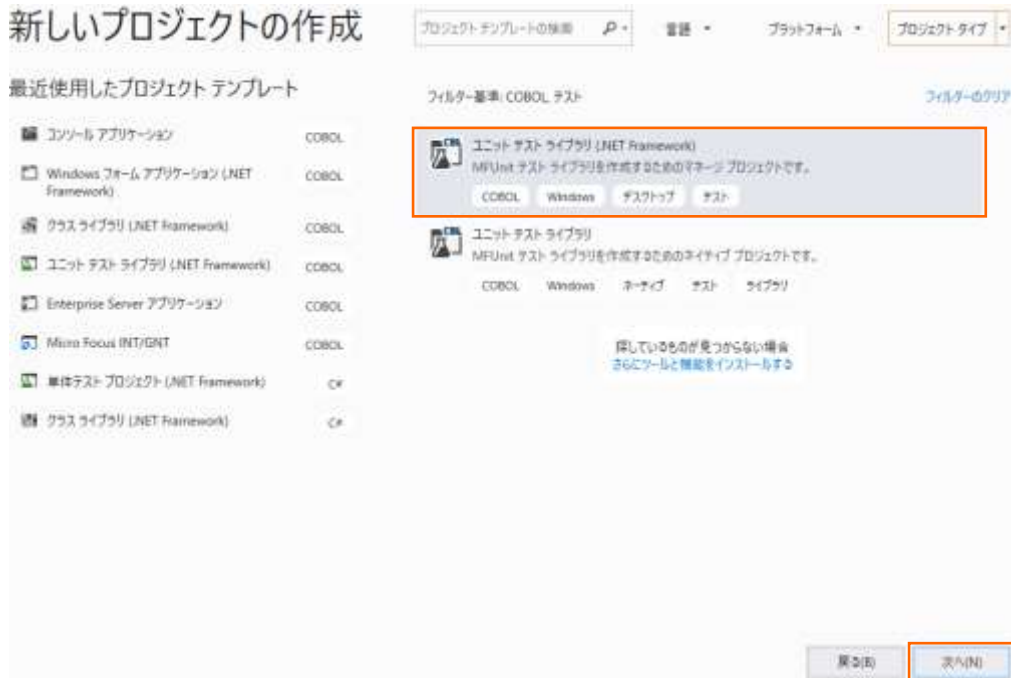 新しいプロジェクトの作成
プロジェクト テンプレートの検索
言語
プラットフォーム
プロジェクト タイプ
最近使用したプロジェクト テンプレート
コンソール アプリケーション COBOL
Windows フォーム アプリケーション (.NET
Framework) COBOL
クラス ライブラリ (.NET Framework) COBOL
ユニット テスト ライブラリ (.NET Framework) COBOL
Enterprise Server アプリケーション COBOL
Micro Focus INT/GNT COBOL
単体テスト プロジェクト (.NET Framework) C#
クラス ライブラリ (.NET Framework) C#
フィルター基準: COBOL, テスト
フィルターのクリア
ユニット テスト ライブラリ (.NET Framework)
MFUnit テスト ライブラリを作成するためのマネージ プロジェクトです。
COBOL Windows デスクトップ テスト
ユニット テスト ライブラリ
MFUnit テスト ライブラリを作成するためのネイティブ プロジェクトです。
COBOL Windows ネーティブ テスト ライブラリ
探しているものが見つからない場合
さらにツールと機能をインストールする
戻る(B)
次へ(N)